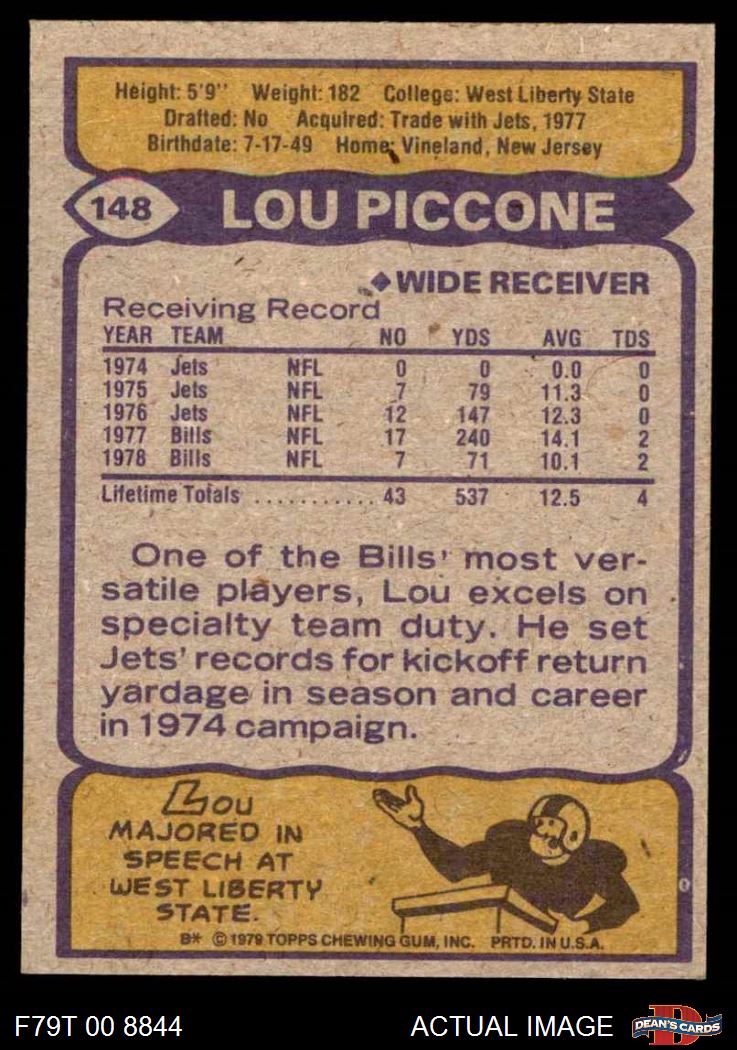 Height: 5'9" Weight: 182 College: West Liberty State
Drafted: No Acquired: Trade with Jets, 1977
Birthdate: 7-17-49 Home: Vineland, New Jersey
148 LOU PICCONE
◆WIDE RECEIVER
Receiving Record
YEAR TEAM NO YDS AVG TDS
1974 Jets NFL 0 0 0.0 0
1975 Jets NFL 7 79 11.3 0
1976 Jets NFL 12 147 12.3 0
1977 Bills NFL 17 240 14.1 2
1978 Bills NFL 7 71 10.1 2
Lifetime Totals ........... 43 537 12.5 4
One of the Bills' most ver-
satile players, Lou excels on
specialty team duty. He set
Jets' records for kickoff return
yardage in season and career
in 1974 campaign.
LOU
MAJORED IN
SPEECH AT
WEST LIBERTY
STATE.
B* © 1979 TOPPS CHEWING GUM, INC. PRTD. IN U.S.A.
F79T 00 8844 ACTUAL IMAGE D DEAN'S CARDS